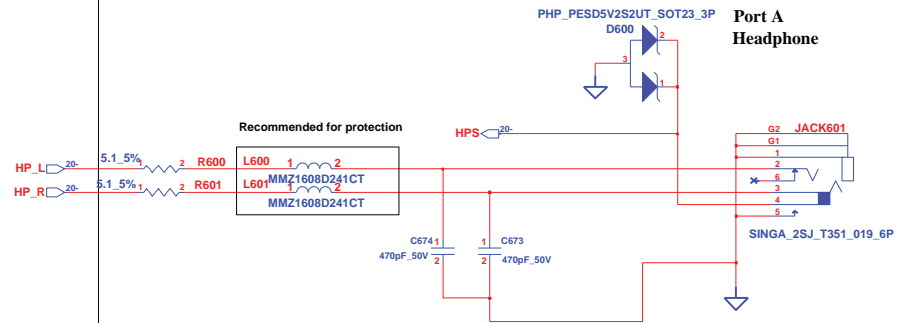 PHP_PESD5V2S2UT_SOT23_3P
Port A
D600
Headphone
2
3
1
Recommended for protection
HPS 20-
G2 JACK601
G1
1
HP_L 20- 5.1_5% 1 2 R600 L600 1 2
MMZ1608D241CT
2
6
HP_R 20- 5.1_5% 1 2 R601 L601 1 2
MMZ1608D241CT
3
4
5
SINGA_2SJ_T351_019_6P
C674 1
2
470pF_50V
1 C673
2
470pF_50V